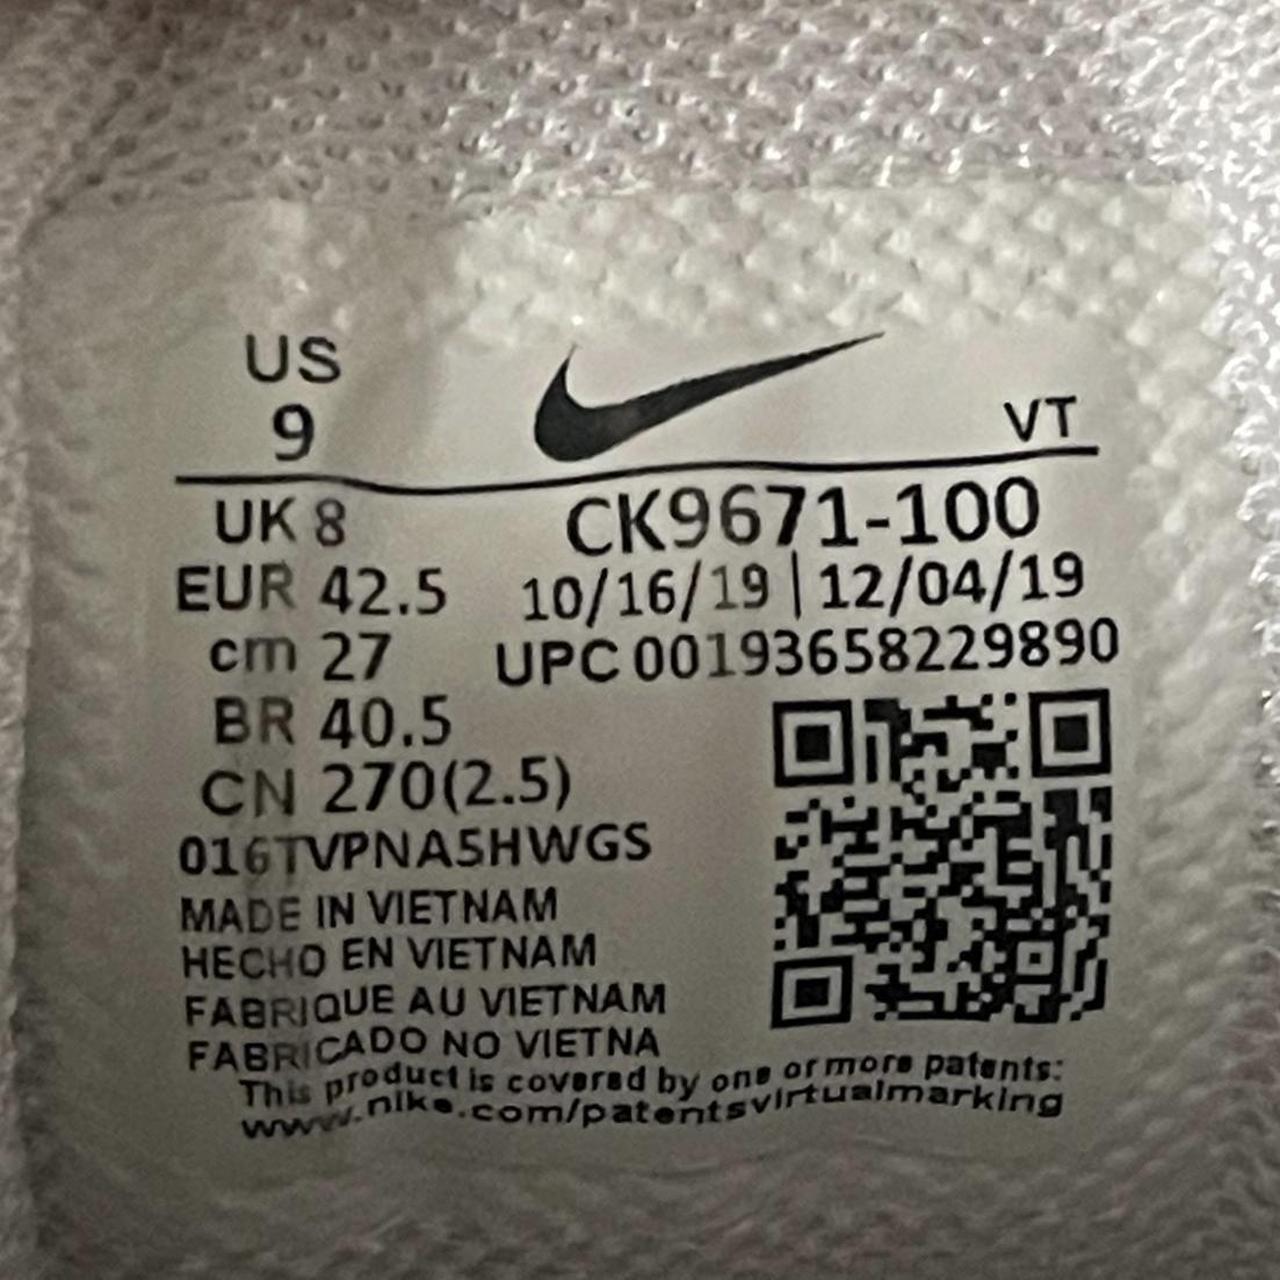 US
9
VT
UK 8
CK9671-100
EUR 42.5
10/16/19 | 12/04/19
cm 27
UPC 00193658229890
BR 40.5
CN 270(2.5)
016TVPNA5HWGS
MADE IN VIETNAM
HECHO EN VIETNAM
FABRIQUE AU VIETNAM
FABRICADO NO VIETNA
This product is covered by one or more patents:
www.nike.com/patentsvirtualmarking